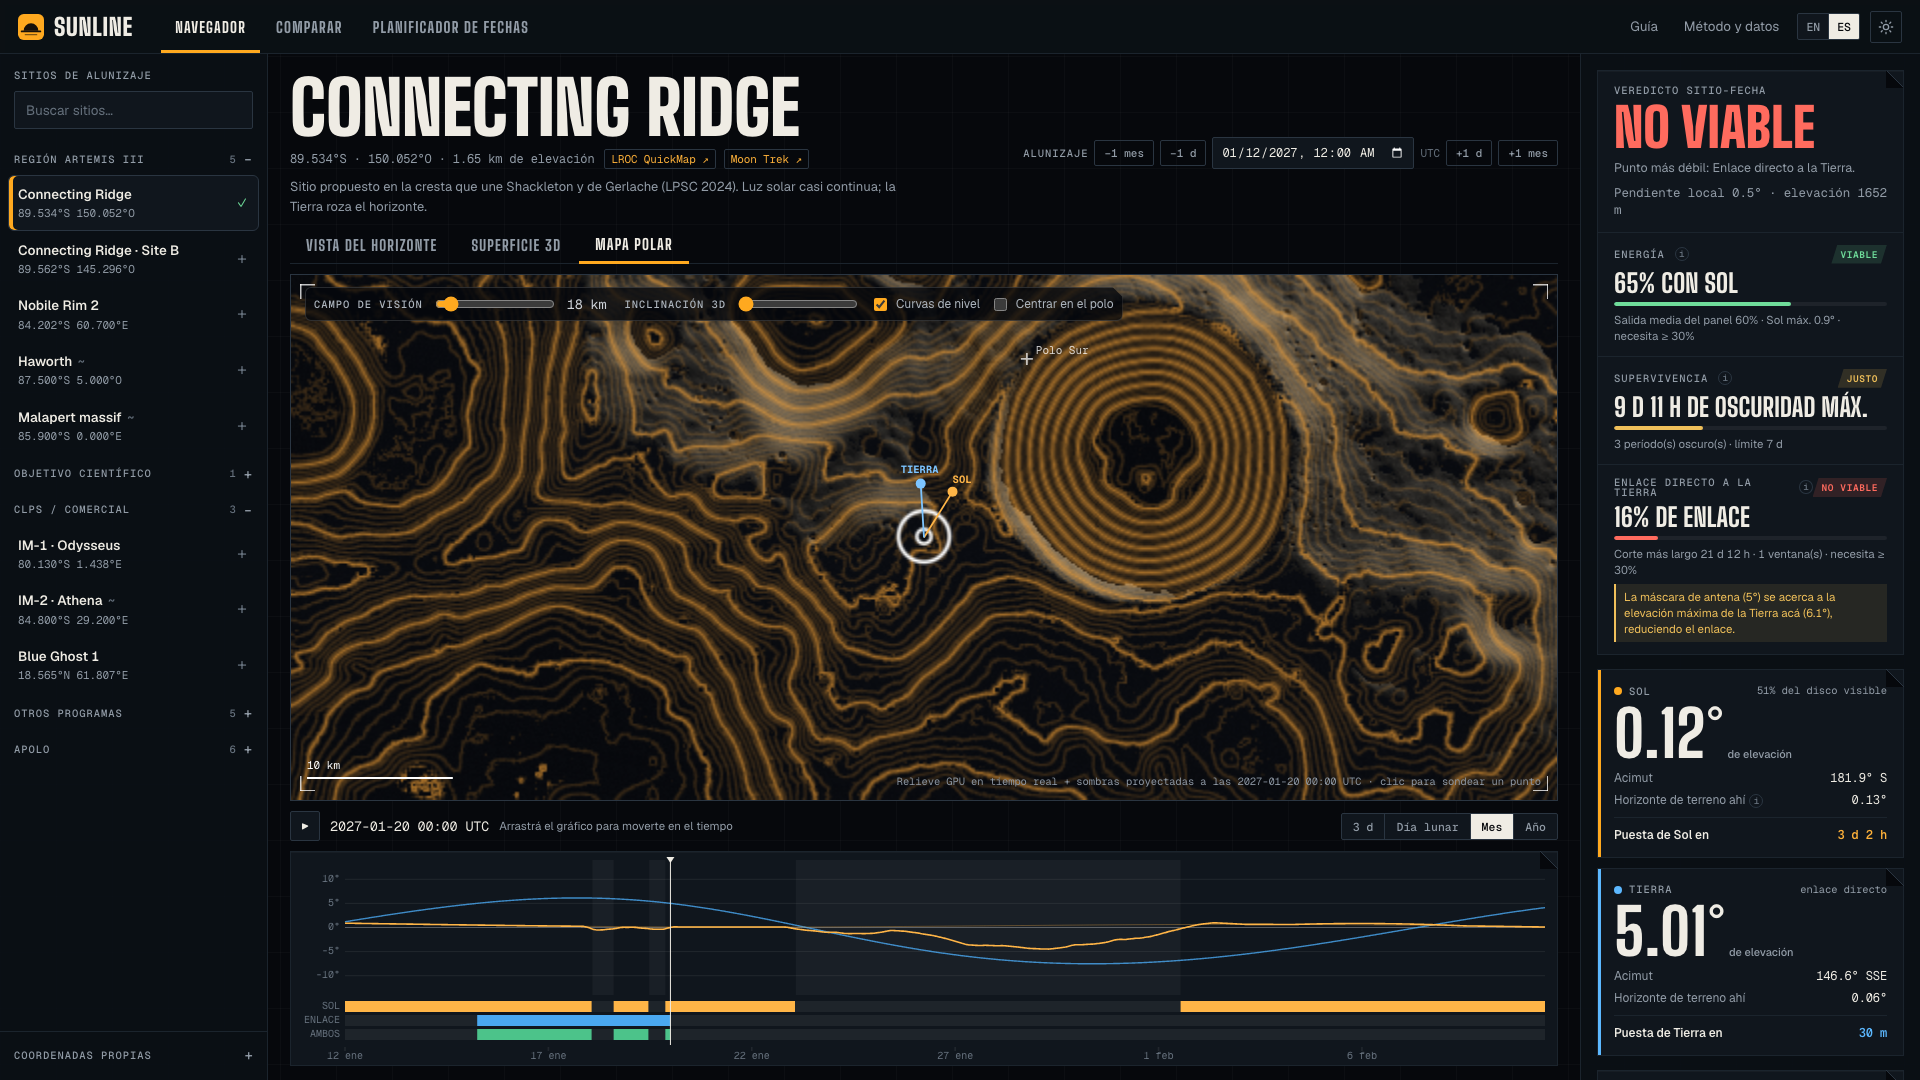 SUNLINE
NAVEGADOR
COMPARAR
PLANIFICADOR DE FECHAS
Guía
Método y datos
EN
ES
SITIOS DE ALUNIZAJE
Buscar sitios…
REGIÓN ARTEMIS III 5 −
Connecting Ridge
89.534°S 150.052°O ✓
Connecting Ridge · Site B
89.562°S 145.296°O +
Nobile Rim 2
84.202°S 60.700°E +
Haworth ~
87.500°S 5.000°O +
Malapert massif ~
85.900°S 0.000°E +
OBJETIVO CIENTÍFICO 1 +
CLPS / COMERCIAL 3 −
IM-1 · Odysseus
80.130°S 1.438°E +
IM-2 · Athena ~
84.800°S 29.200°E +
Blue Ghost 1
18.565°N 61.807°E +
OTROS PROGRAMAS 5 +
APOLO 6 +
COORDENADAS PROPIAS +
CONNECTING RIDGE
89.534°S · 150.052°O · 1.65 km de elevación LROC QuickMap ↗ Moon Trek ↗
Sitio propuesto en la cresta que une Shackleton y de Gerlache (LPSC 2024). Luz solar casi continua; la
Tierra roza el horizonte.
ALUNIZAJE −1 mes −1 d 01/12/2027, 12:00 AM UTC +1 d +1 mes
VISTA DEL HORIZONTE
SUPERFICIE 3D
MAPA POLAR
CAMPO DE VISIÓN 18 km INCLINACIÓN 3D Curvas de nivel Centrar en el polo
Polo Sur
TIERRA
SOL
10 km
Relieve GPU en tiempo real + sombras proyectadas a las 2027-01-20 00:00 UTC · clic para sondear un punto
2027-01-20 00:00 UTC Arrastrá el gráfico para moverte en el tiempo
3 d Día lunar Mes Año
10°
5°
0°
−5°
−10°
SOL
ENLACE
AMBOS
12 ene 17 ene 22 ene 27 ene 1 feb 6 feb
VEREDICTO SITIO-FECHA
NO VIABLE
Punto más débil: Enlace directo a la Tierra.
Pendiente local 0.5° · elevación 1652
m
ENERGÍA i VIABLE
65% CON SOL
Salida media del panel 60% · Sol máx. 0.9° ·
necesita ≥ 30%
SUPERVIVENCIA i JUSTO
9 D 11 H DE OSCURIDAD MÁX.
3 período(s) oscuro(s) · límite 7 d
ENLACE DIRECTO A LA
TIERRA i NO VIABLE
16% DE ENLACE
Corte más largo 21 d 12 h · 1 ventana(s) · necesita ≥
30%
La máscara de antena (5°) se acerca a la
elevación máxima de la Tierra acá (6.1°),
reduciendo el enlace.
SOL 51% del disco visible
0.12° de elevación
Acimut 181.9° S
Horizonte de terreno ahí i 0.13°
Puesta de Sol en 3 d 2 h
TIERRA enlace directo
5.01° de elevación
Acimut 146.6° SSE
Horizonte de terreno ahí 0.06°
Puesta de Tierra en 30 m